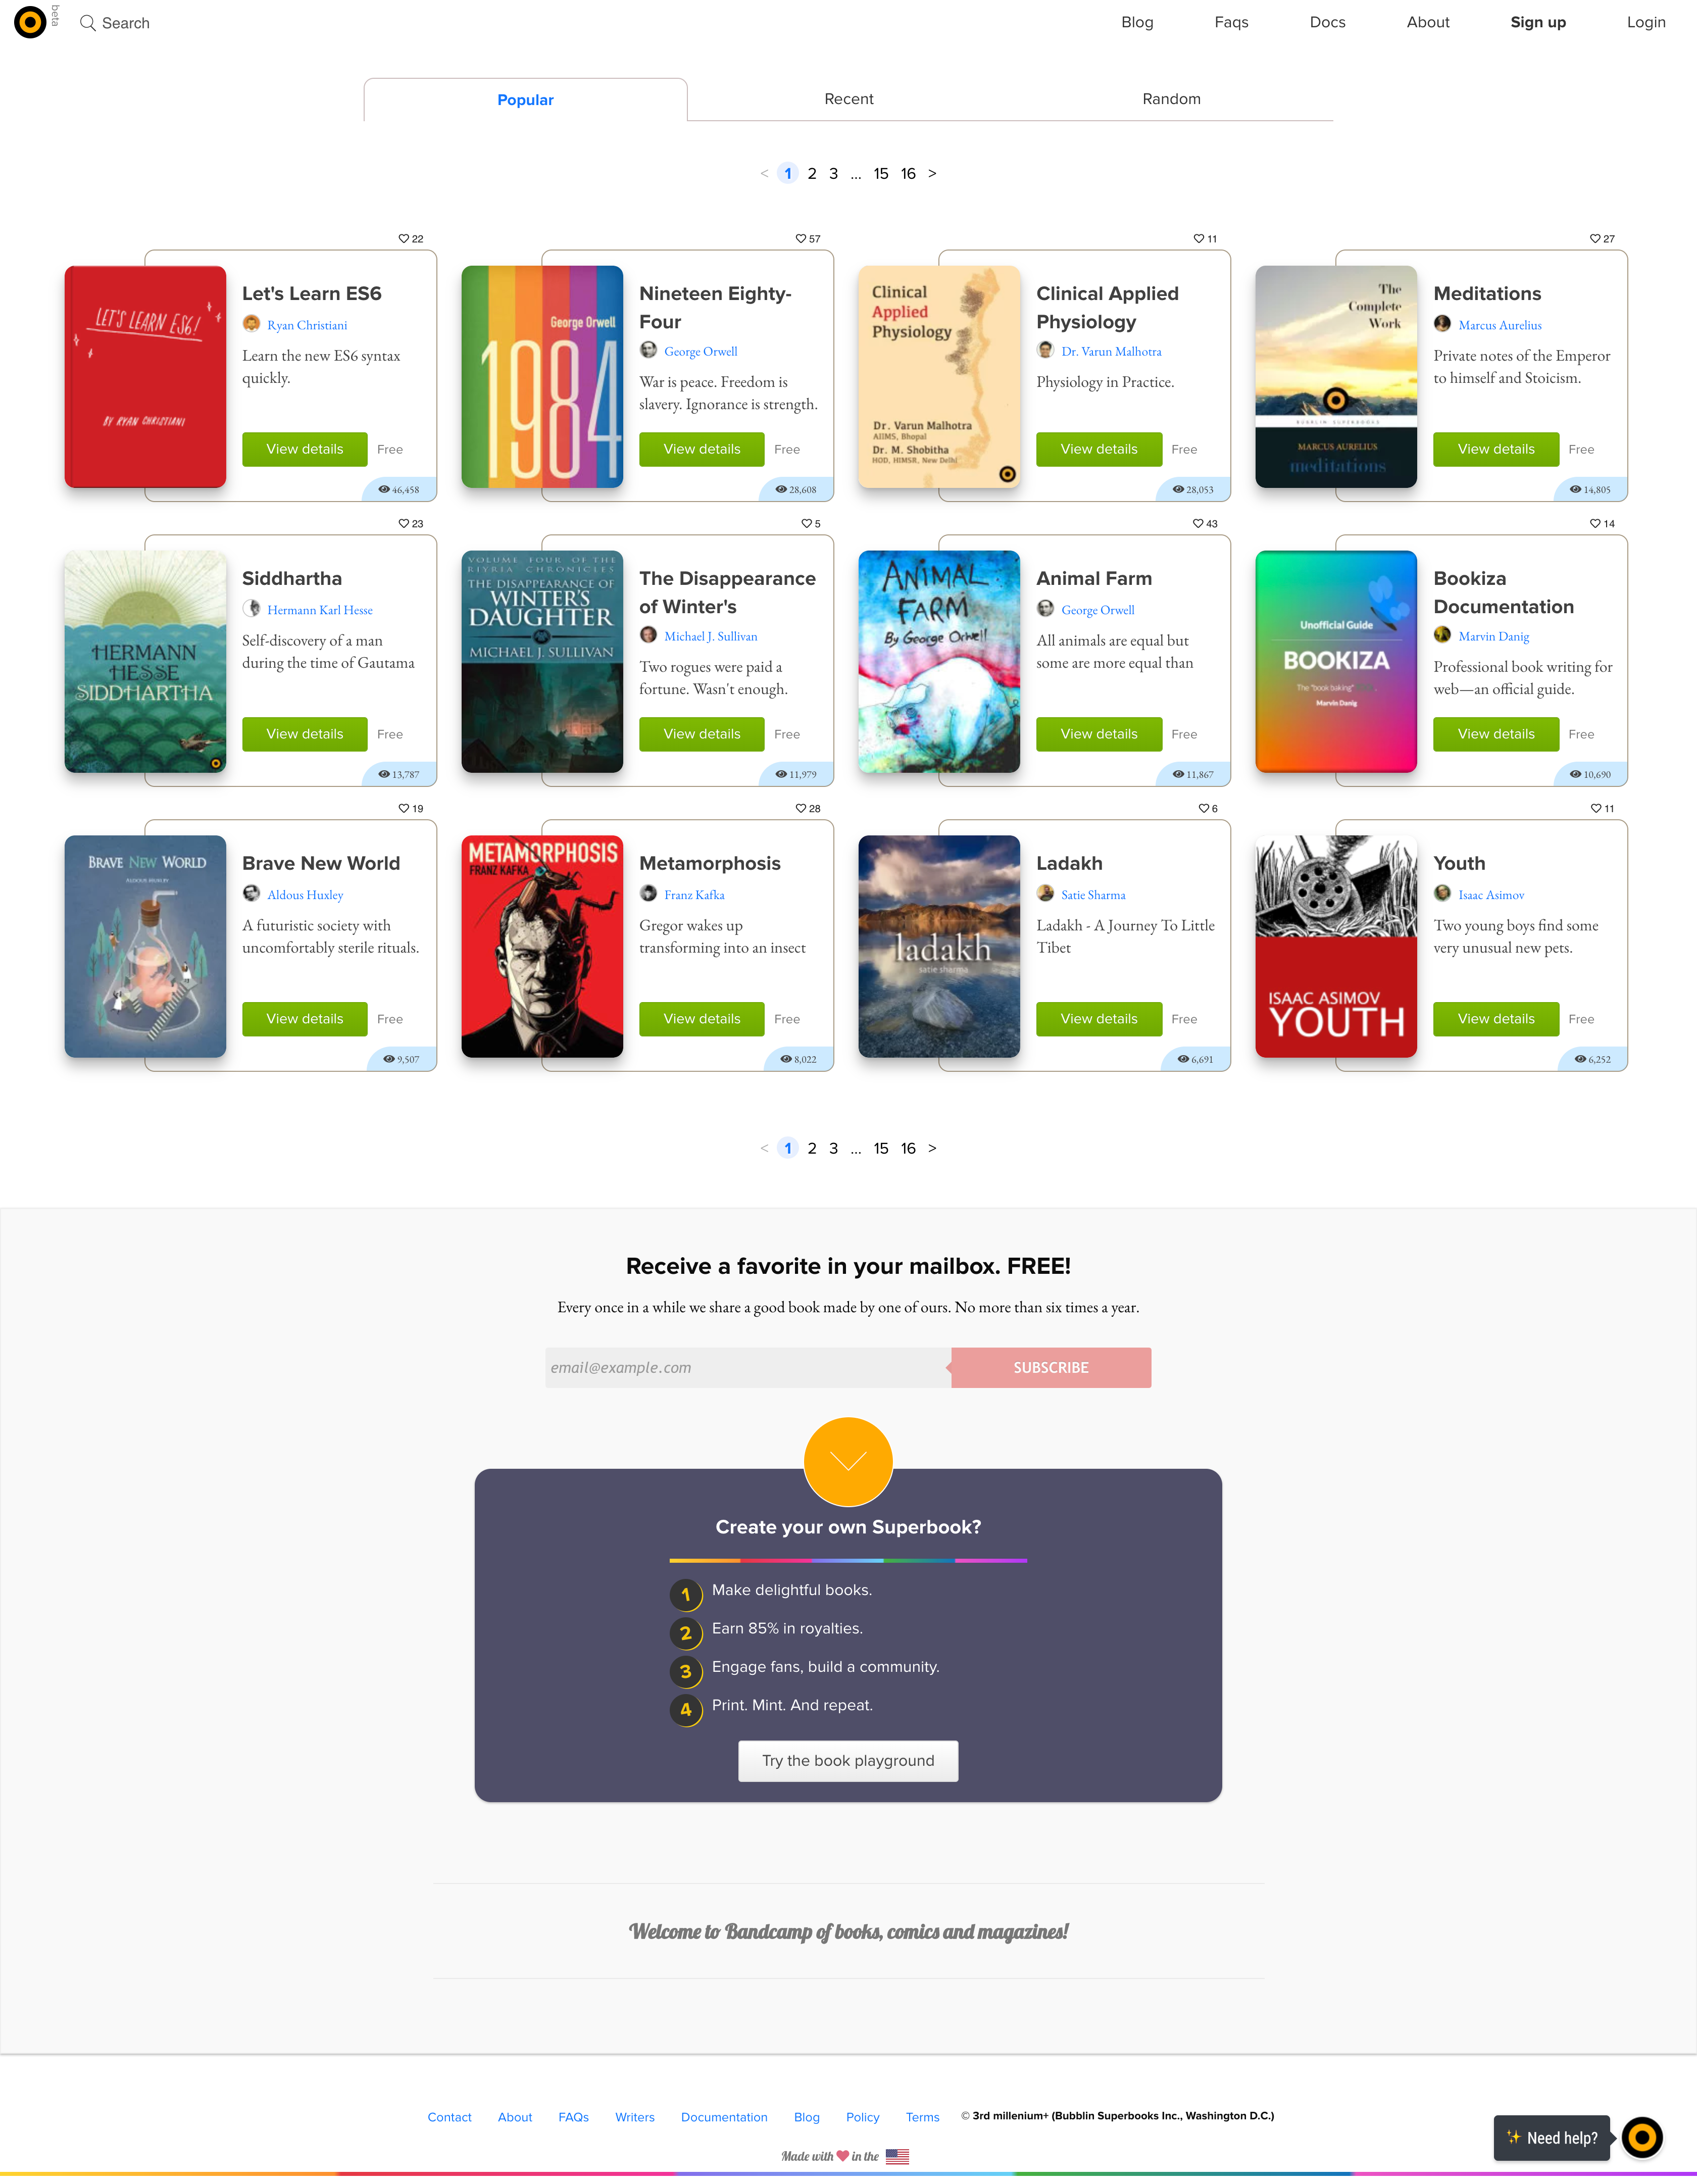 beta
Search
Blog
Faqs
Docs
About
Sign up
Login
Popular
Recent
Random
< 1 2 3 ... 15 16 >
22
LET'S LEARN ES6!
BY RYAN CHRISTIANI
Let's Learn ES6
Ryan Christiani
Learn the new ES6 syntax
quickly.
View details
Free
46,458
57
George Orwell
1984
Nineteen Eighty-
Four
George Orwell
War is peace. Freedom is
slavery. Ignorance is strength.
View details
Free
28,608
11
Clinical
Applied
Physiology
Dr. Varun Malhotra
AIIMS, Bhopal
Dr. M. Shobitha
HOD, HIMSR, New Delhi
Clinical Applied
Physiology
Dr. Varun Malhotra
Physiology in Practice.
View details
Free
28,053
27
The
Complete
Work
BUBBLIN SUPERBOOKS
MARCUS AURELIUS
meditations
Meditations
Marcus Aurelius
Private notes of the Emperor
to himself and Stoicism.
View details
Free
14,805
23
HERMANN
HESSE
SIDDHARTHA
Siddhartha
Hermann Karl Hesse
Self-discovery of a man
during the time of Gautama
View details
Free
13,787
5
VOLUME FOUR OF THE
RIYRIA CHRONICLES
THE DISAPPEARANCE OF
WINTER'S
DAUGHTER
MICHAEL J. SULLIVAN
The Disappearance
of Winter's
Michael J. Sullivan
Two rogues were paid a
fortune. Wasn't enough.
View details
Free
11,979
43
ANIMAL
FARM
By George Orwell
Animal Farm
George Orwell
All animals are equal but
some are more equal than
View details
Free
11,867
14
Unofficial Guide
BOOKIZA
The "book baking"
Marvin Danig
Bookiza
Documentation
Marvin Danig
Professional book writing for
web—an official guide.
View details
Free
10,690
19
BRAVE NEW WORLD
ALDOUS HUXLEY
Brave New World
Aldous Huxley
A futuristic society with
uncomfortably sterile rituals.
View details
Free
9,507
28
METAMORPHOSIS
FRANZ KAFKA
Metamorphosis
Franz Kafka
Gregor wakes up
transforming into an insect
View details
Free
8,022
6
ladakh
satie sharma
Ladakh
Satie Sharma
Ladakh - A Journey To Little
Tibet
View details
Free
6,691
11
ISAAC ASIMOV
YOUTH
Youth
Isaac Asimov
Two young boys find some
very unusual new pets.
View details
Free
6,252
< 1 2 3 ... 15 16 >
Receive a favorite in your mailbox. FREE!
Every once in a while we share a good book made by one of ours. No more than six times a year.
email@example.com
SUBSCRIBE
Create your own Superbook?
1 Make delightful books.
2 Earn 85% in royalties.
3 Engage fans, build a community.
4 Print. Mint. And repeat.
Try the book playground
Welcome to Bandcamp of books, comics and magazines!
Contact
About
FAQs
Writers
Documentation
Blog
Policy
Terms
© 3rd millenium+ (Bubblin Superbooks Inc., Washington D.C.)
Made with ❤ in the
✨ Need help?